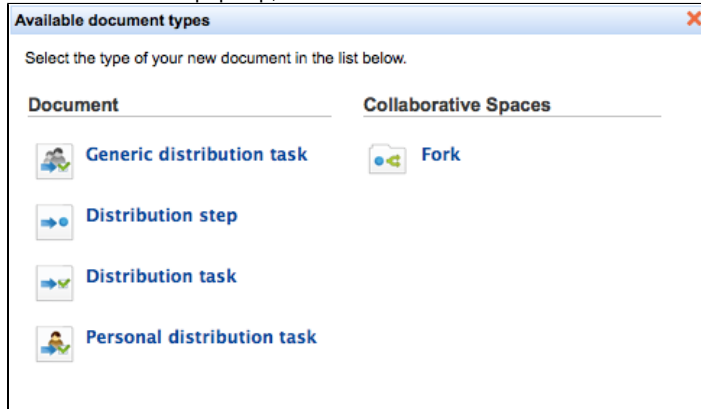 Available document types
Select the type of your new document in the list below.
Document
Collaborative Spaces
Generic distribution task
Fork
Distribution step
Distribution task
Personal distribution task